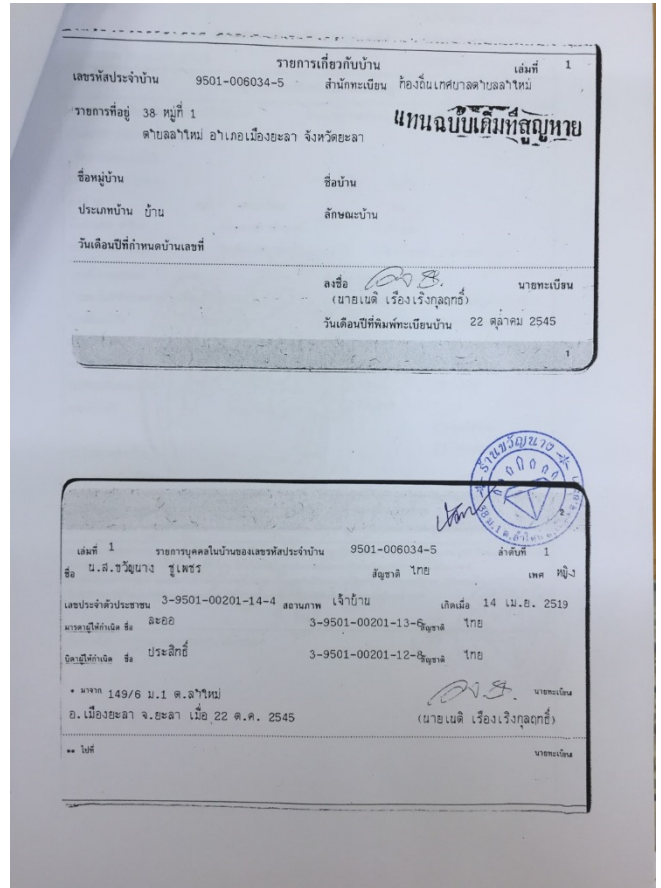 รายการเกี่ยวกับบ้าน เล่มที่ 1
เลขรหัสประจำบ้าน 9501-006034-5 สำนักทะเบียน ท้องถิ่นเทศบาลตำบลลำใหม่
รายการที่อยู่ 38 หมู่ที่ 1
ตำบลลำใหม่ อำเภอเมืองยะลา จังหวัดยะลา
แทนฉบับเดิมที่สูญหาย
ชื่อหมู่บ้าน ชื่อบ้าน
ประเภทบ้าน บ้าน ลักษณะบ้าน
วันเดือนปีที่กำหนดบ้านเลขที่
ลงชื่อ นายทะเบียน
(นายเนติ เรืองเริงกุลฤทธิ์)
วันเดือนปีที่พิมพ์ทะเบียนบ้าน 22 ตุลาคม 2545
1
ร้านขวัญนาง
2
เล่มที่ 1 รายการบุคคลในบ้านของเลขรหัสประจำบ้าน 9501-006034-5 ลำดับที่ 1
ชื่อ น.ส.ขวัญนาง ชูเพชร สัญชาติ ไทย เพศ หญิง
เลขประจำตัวประชาชน 3-9501-00201-14-4 สถานภาพ เจ้าบ้าน เกิดเมื่อ 14 เม.ย. 2519
มารดาผู้ให้กำเนิด ชื่อ ละออ 3-9501-00201-13-6 สัญชาติ ไทย
บิดาผู้ให้กำเนิด ชื่อ ประสิทธิ์ 3-9501-00201-12-8 สัญชาติ ไทย
* มาจาก 149/6 ม.1 ต.ลำใหม่ นายทะเบียน
อ.เมืองยะลา จ.ยะลา เมื่อ 22 ต.ค. 2545 (นายเนติ เรืองเริงกุลฤทธิ์)
** ไปที่ นายทะเบียน